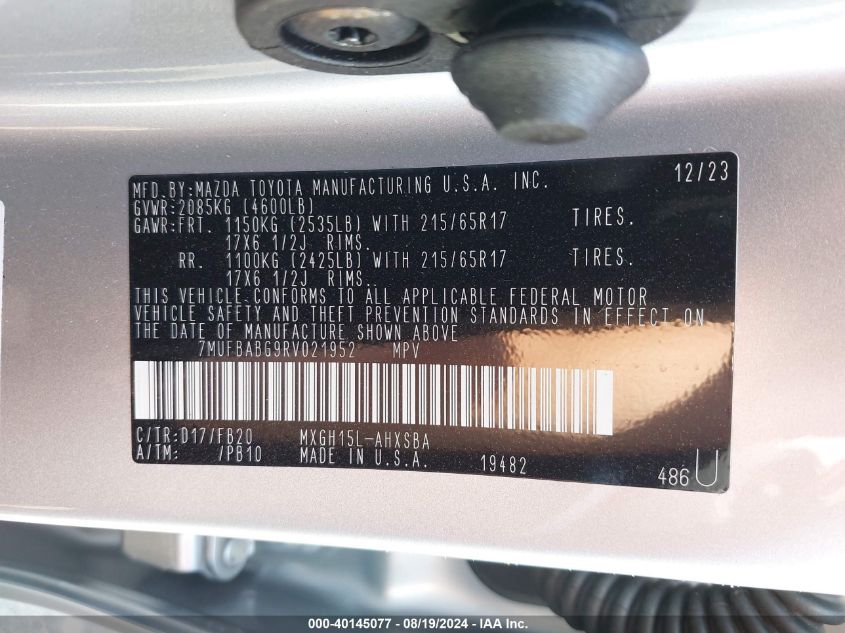 MFD.BY:MAZDA TOYOTA MANUFACTURING U.S.A. INC. 12/23
GVWR:2085KG (4600LB)
GAWR:FRT. 1150KG (2535LB) WITH 215/65R17 TIRES.
17X6 1/2J RIMS.
RR. 1100KG (2425LB) WITH 215/65R17 TIRES.
17X6 1/2J RIMS.
THIS VEHICLE CONFORMS TO ALL APPLICABLE FEDERAL MOTOR
VEHICLE SAFETY AND THEFT PREVENTION STANDARDS IN EFFECT ON
THE DATE OF MANUFACTURE SHOWN ABOVE.
7MUFBABG9RV021952 MPV
C/TR:D17/FB20 MXGH15L-AHXSBA
A/TM: /PB10 MADE IN U.S.A. 19482
486 U
000-40145077 - 08/19/2024 - IAAI.com